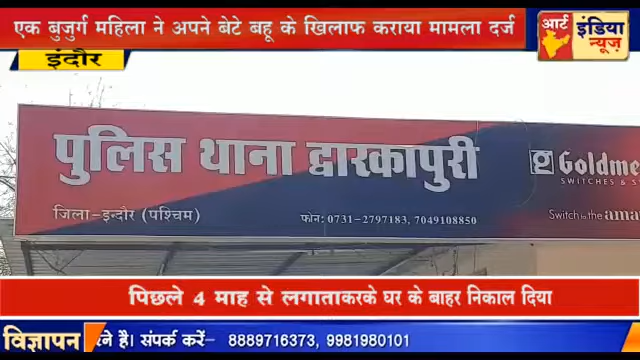 एक बुजुर्ग महिला ने अपने बेटे बहू के खिलाफ कराया मामला दर्ज
आर्ट इंडिया न्यूज़
इंदौर
पुलिस थाना द्वारकापुरी
Goldme
SWITCHES & S
जिला-इन्दौर (पश्चिम)
फोन: 0731-2797183, 7049108850
Switch to the ama
पिछले 4 माह से लगाताकरके घर के बाहर निकाल दिया
विज्ञापन रने है। संपर्क करें- 8889716373, 9981980101